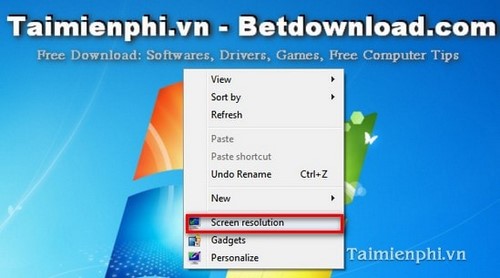 Taimienphi.vn - Betdownload.com
Free Download: Softwares, Drivers, Games, Free Computer Tips
View
Sort by
Refresh
Paste
Paste shortcut
Undo Rename Ctrl+Z
New
Screen resolution
Gadgets
Personalize
Taimienphi.vn